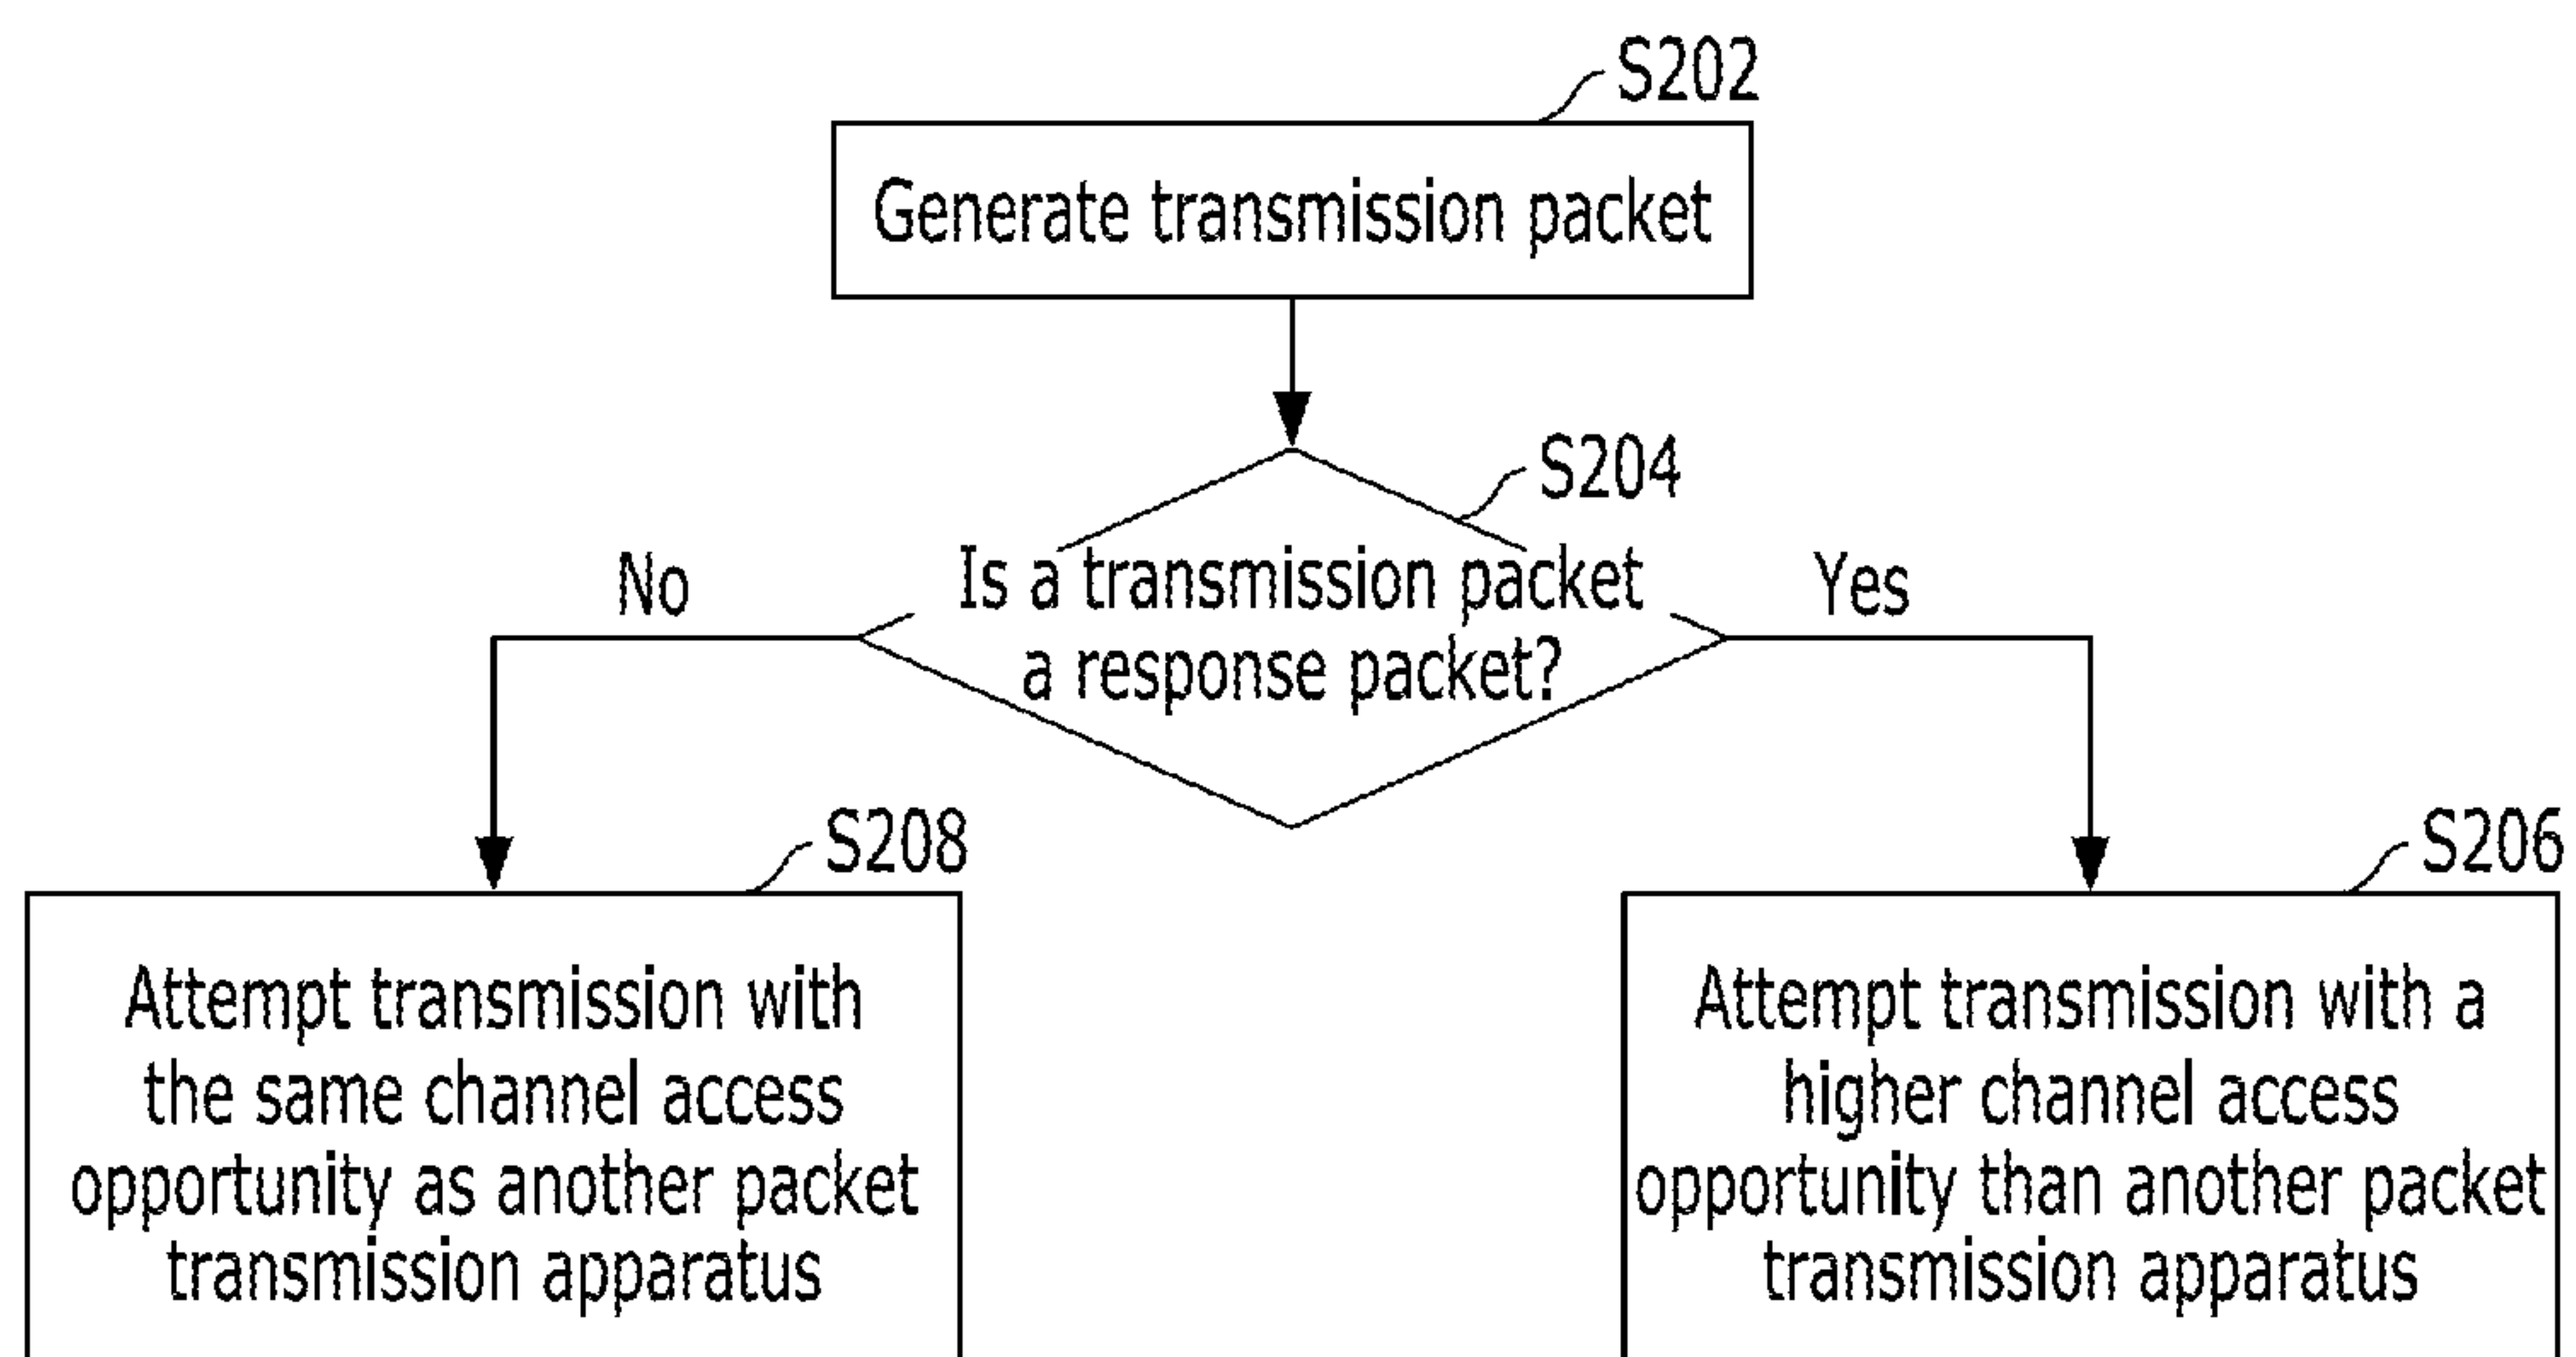 S202
Generate transmission packet
S204
No
Is a transmission packet
a response packet?
Yes
S208
Attempt transmission with
the same channel access
opportunity as another packet
transmission apparatus
S206
Attempt transmission with a
higher channel access
opportunity than another packet
transmission apparatus